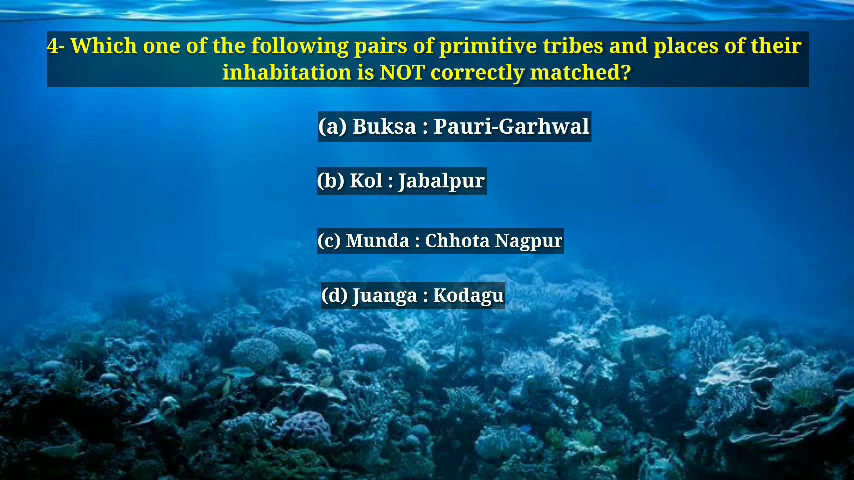 4- Which one of the following pairs of primitive tribes and places of their
inhabitation is NOT correctly matched?
(a) Buksa : Pauri-Garhwal
(b) Kol : Jabalpur
(c) Munda : Chhota Nagpur
(d) Juanga : Kodagu